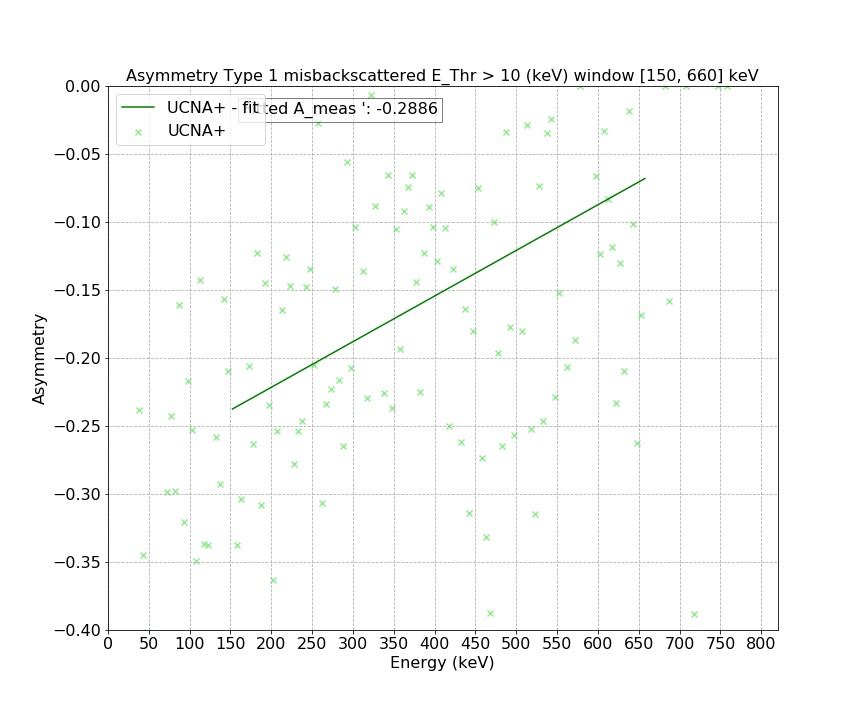 Asymmetry Type 1 misbackscattered E_Thr > 10 (keV) window [150, 660] keV
UCNA+ - fitted A_meas ': -0.2886
UCNA+
0.00
−0.05
−0.10
−0.15
−0.20
−0.25
−0.30
−0.35
−0.40
Asymmetry
0 50 100 150 200 250 300 350 400 450 500 550 600 650 700 750 800
Energy (keV)